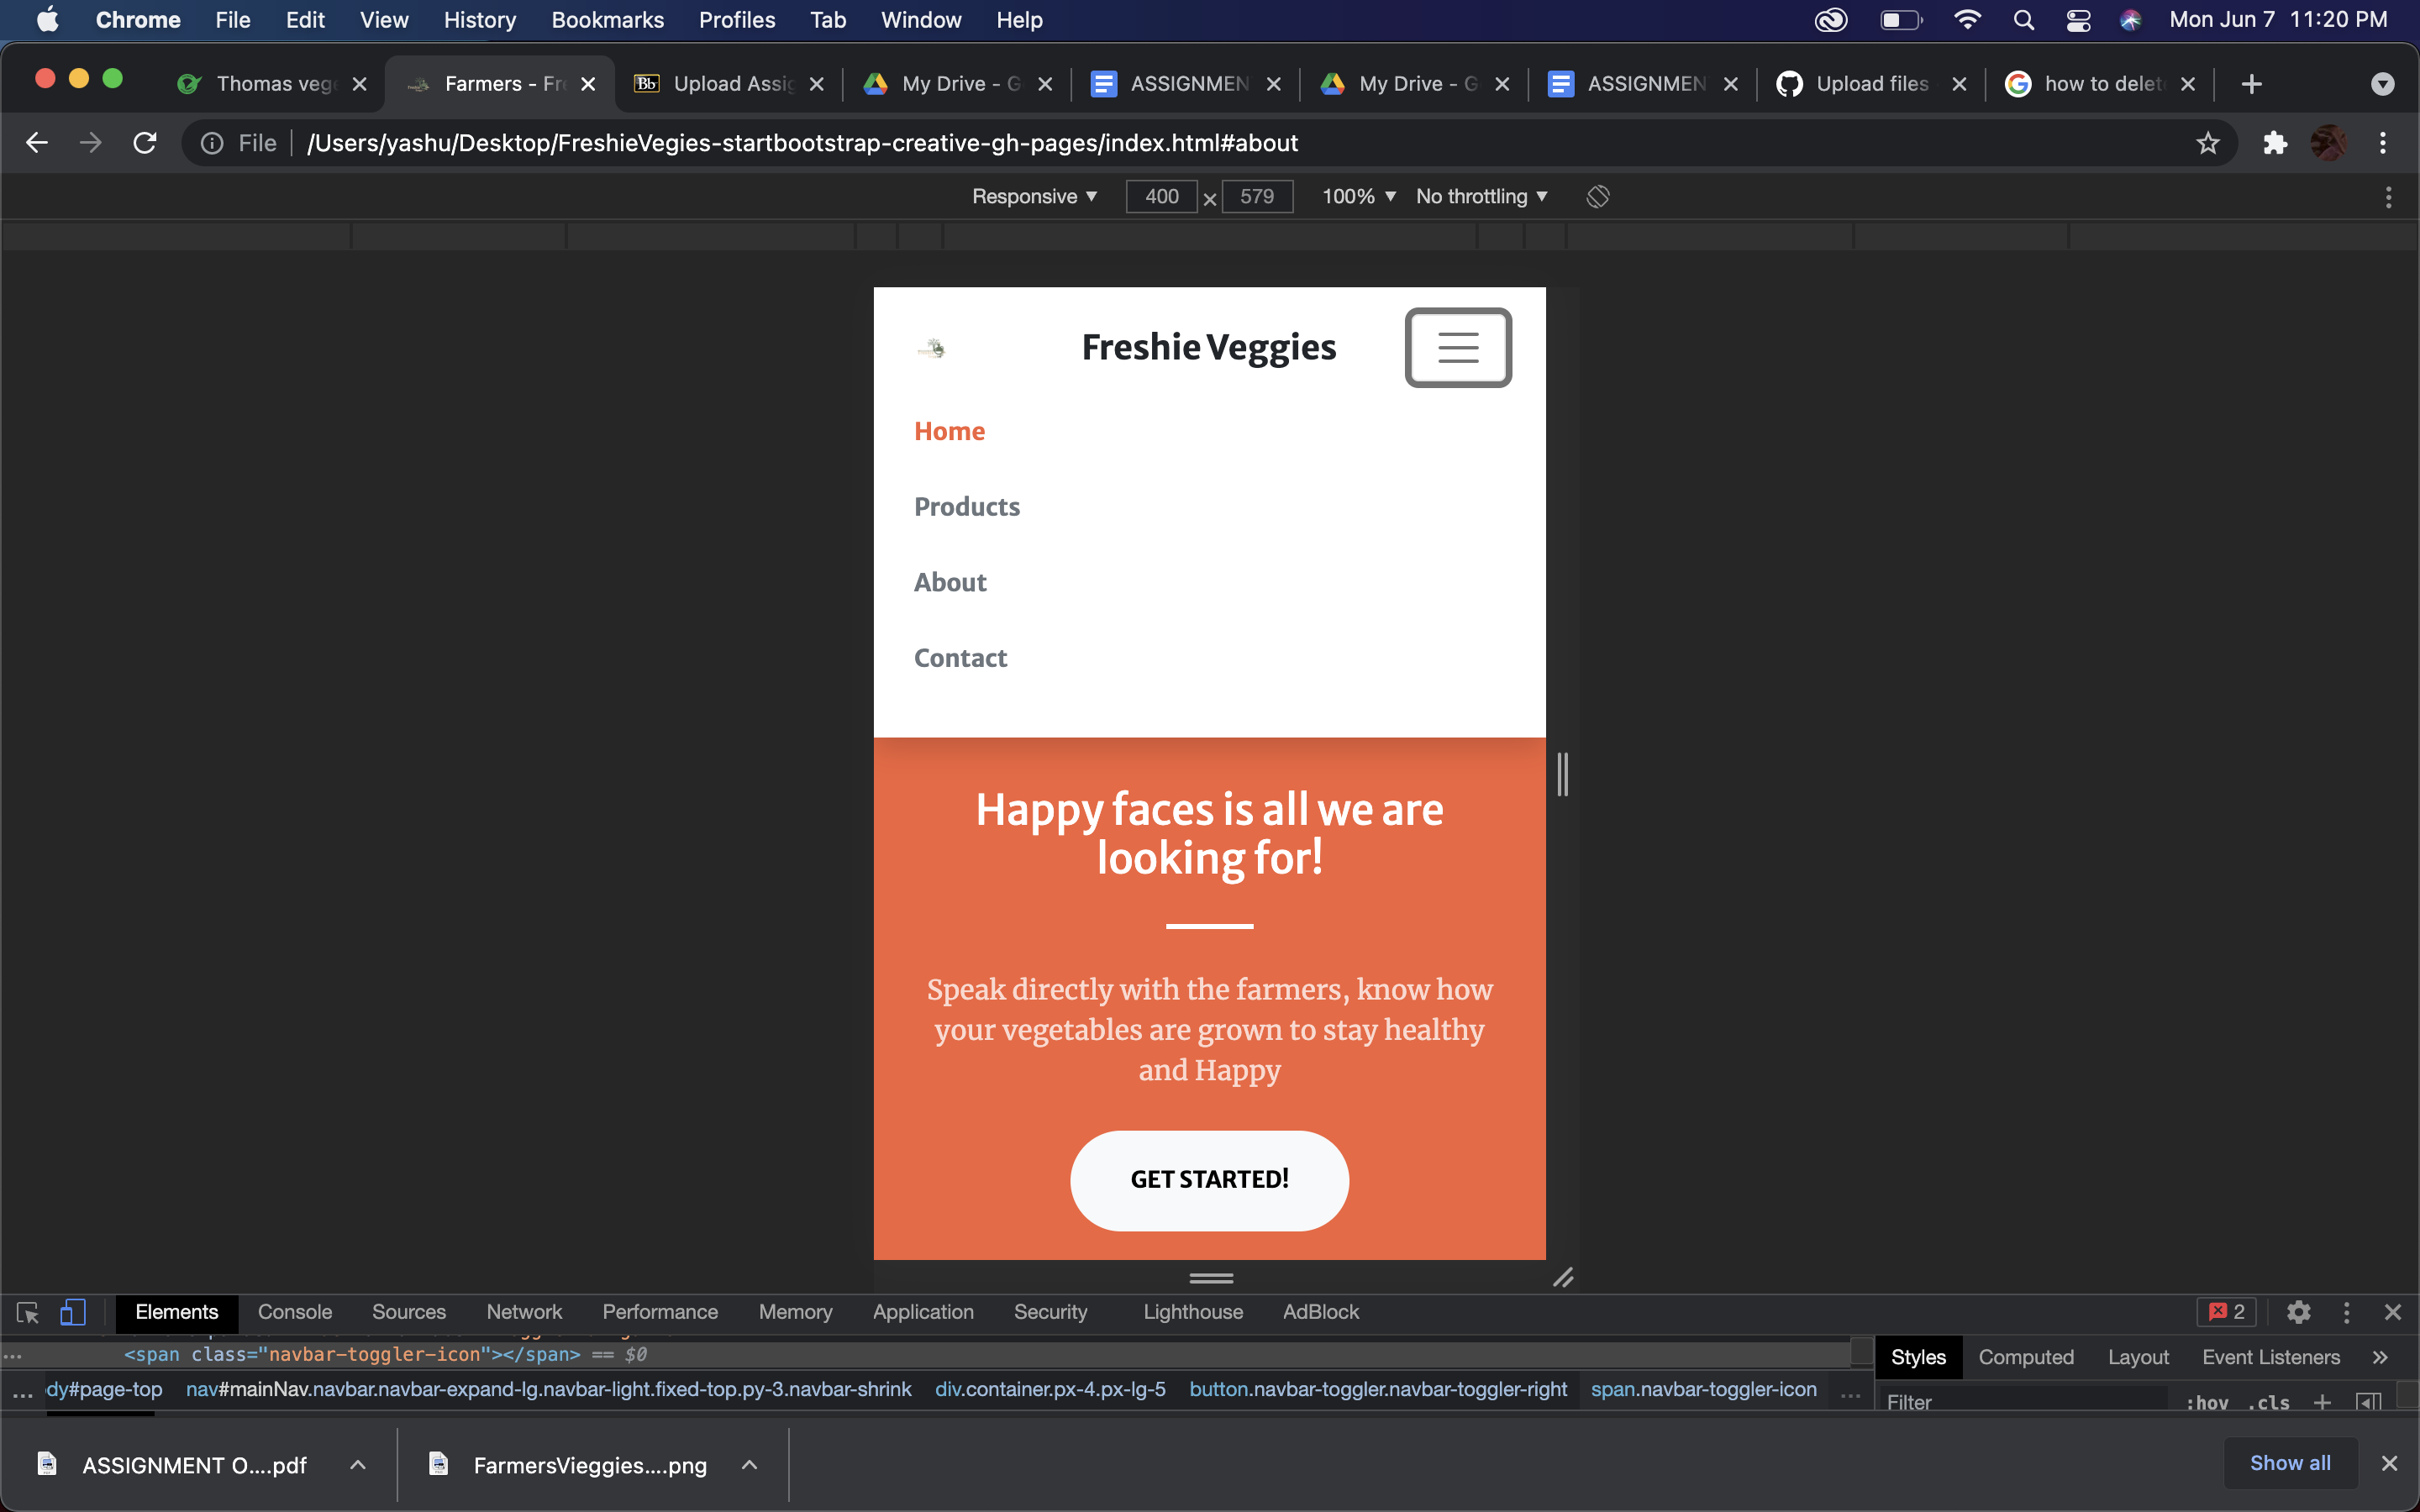 Chrome File Edit View History Bookmarks Profiles Tab Window Help Mon Jun 7 11:20 PM
Thomas vege Farmers - Fre Bb Upload Assig My Drive - G ASSIGNMEN My Drive - G ASSIGNMEN Upload files how to delet
File /Users/yashu/Desktop/FreshieVegies-startbootstrap-creative-gh-pages/index.html#about
Responsive 400 × 579 100% No throttling
Freshie Veggies
Home
Products
About
Contact
Happy faces is all we are
looking for!
Speak directly with the farmers, know how
your vegetables are grown to stay healthy
and Happy
GET STARTED!
Elements Console Sources Network Performance Memory Application Security Lighthouse AdBlock 2
... <span class="navbar-toggler-icon"></span> == $0
Styles Computed Layout Event Listeners »
... dy#page-top nav#mainNav.navbar.navbar-expand-lg.navbar-light.fixed-top.py-3.navbar-shrink div.container.px-4.px-lg-5 button.navbar-toggler.navbar-toggler-right span.navbar-toggler-icon ...
Filter :hov .cls +
ASSIGNMENT O....pdf FarmersVieggies....png Show all